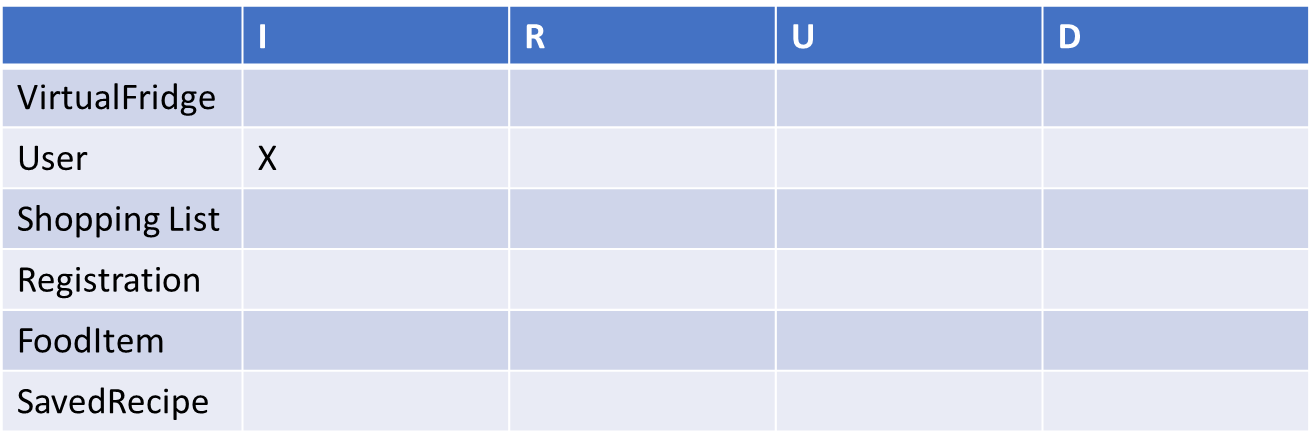 I R U D
VirtualFridge
User X
Shopping List
Registration
FoodItem
SavedRecipe